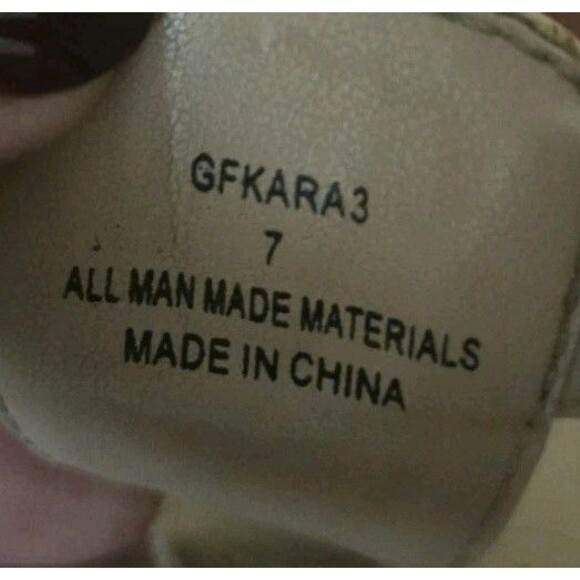 GFKARA3
7
ALL MAN MADE MATERIALS
MADE IN CHINA